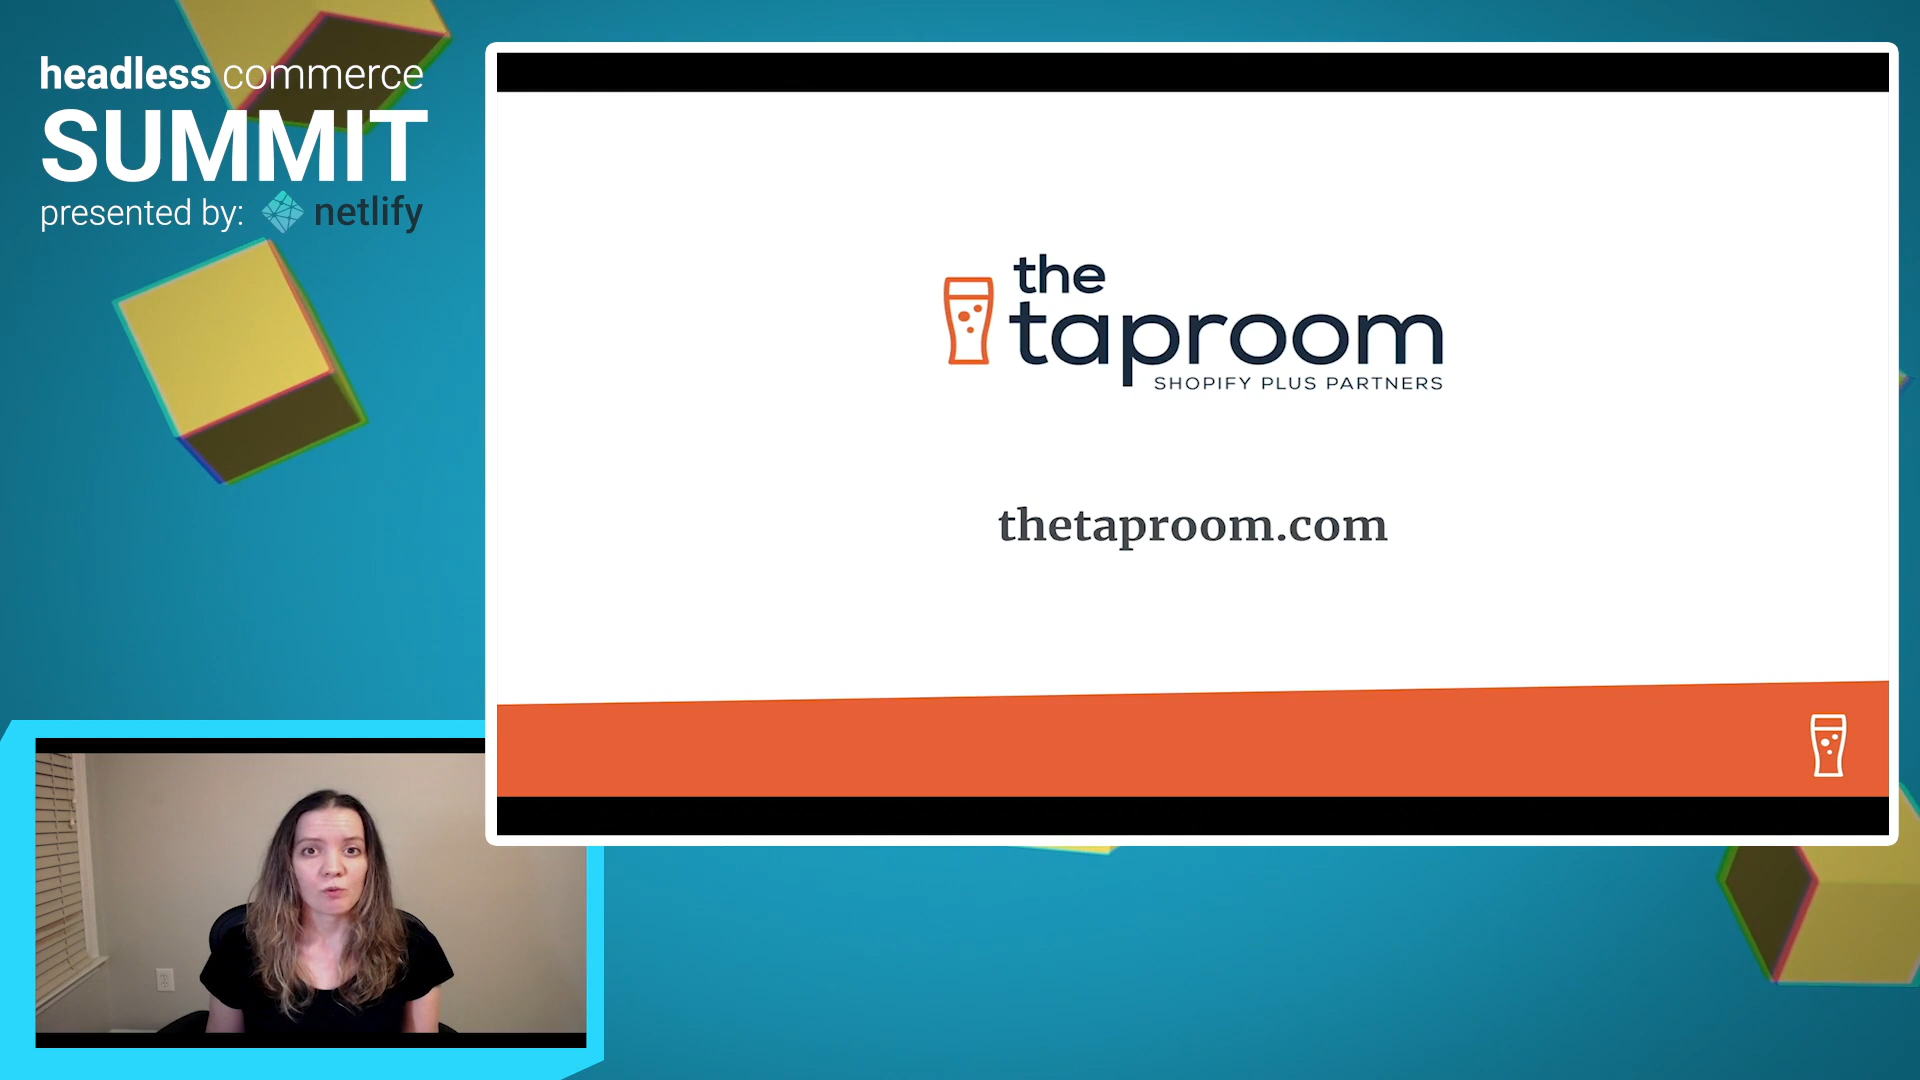 headless commerce
SUMMIT
presented by: netlify
the
taproom
SHOPIFY PLUS PARTNERS
thetaproom.com